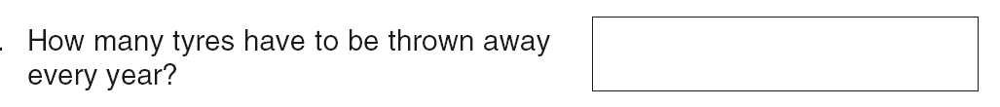 . How many tyres have to be thrown away
every year?